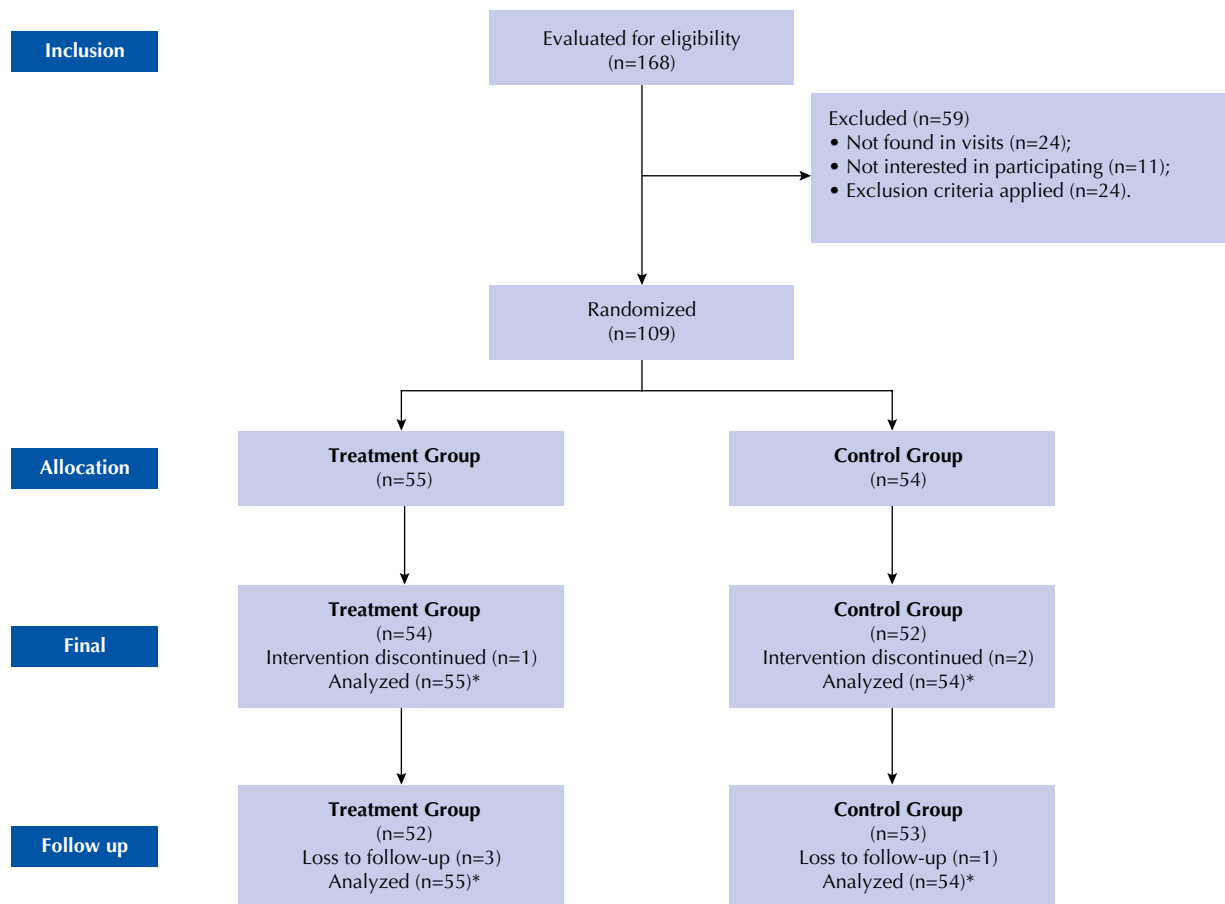 Inclusion
Evaluated for eligibility
(n=168)
Excluded (n=59)
• Not found in visits (n=24);
• Not interested in participating (n=11);
• Exclusion criteria applied (n=24).
Randomized
(n=109)
Allocation
Treatment Group
(n=55)
Control Group
(n=54)
Final
Treatment Group
(n=54)
Intervention discontinued (n=1)
Analyzed (n=55)*
Control Group
(n=52)
Intervention discontinued (n=2)
Analyzed (n=54)*
Follow up
Treatment Group
(n=52)
Loss to follow-up (n=3)
Analyzed (n=55)*
Control Group
(n=53)
Loss to follow-up (n=1)
Analyzed (n=54)*